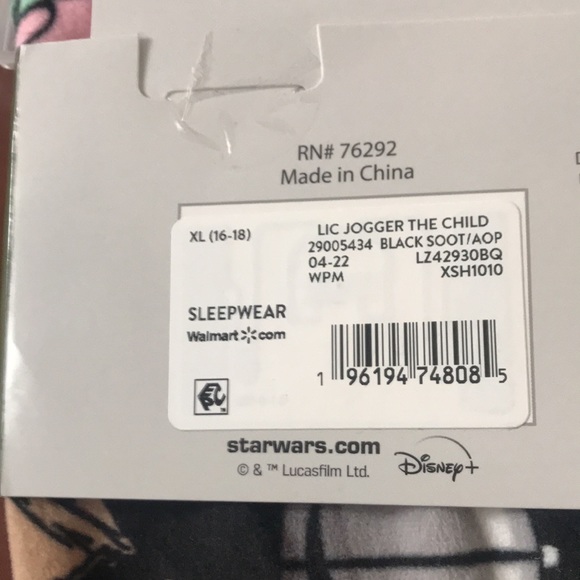 RN# 76292
Made in China
XL (16-18)
LIC JOGGER THE CHILD
29005434 BLACK SOOT/AOP
04-22 LZ42930BQ
WPM XSH1010
SLEEPWEAR
Walmart com
1 96194 74808 5
starwars.com
© & ™ Lucasfilm Ltd.
Disney+